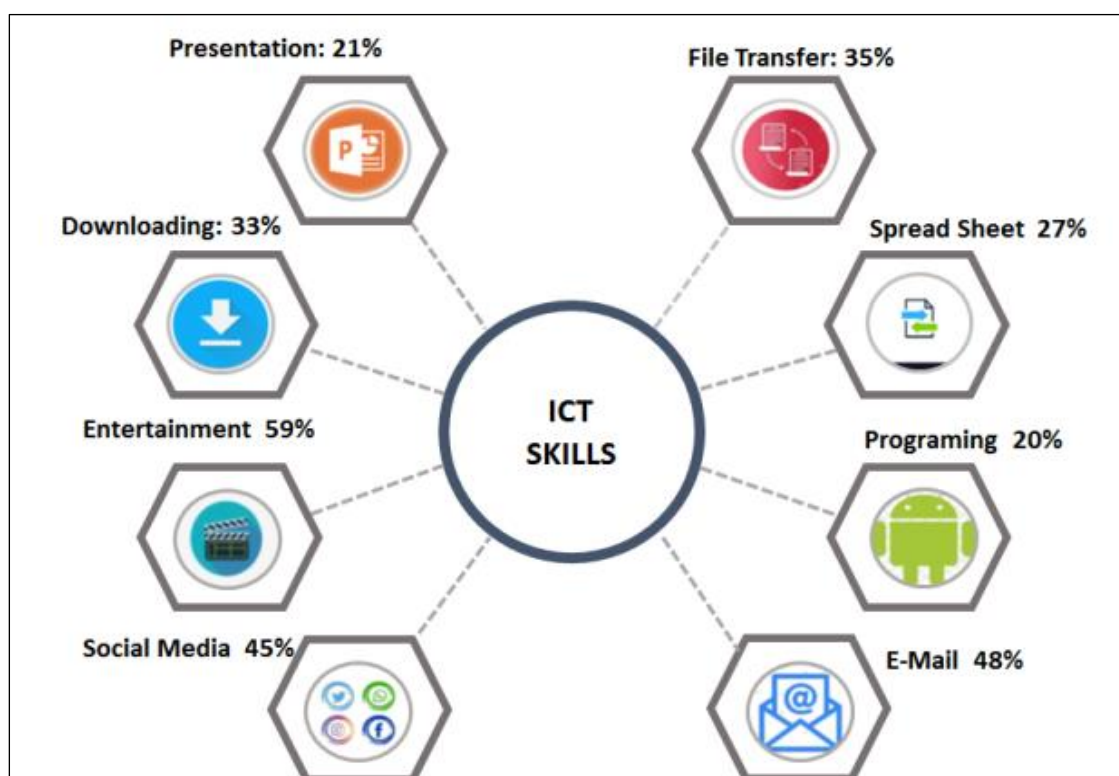 Presentation: 21%
File Transfer: 35%
Downloading: 33%
Spread Sheet 27%
Entertainment 59%
ICT
SKILLS
Programing 20%
Social Media 45%
E-Mail 48%
P
@
f